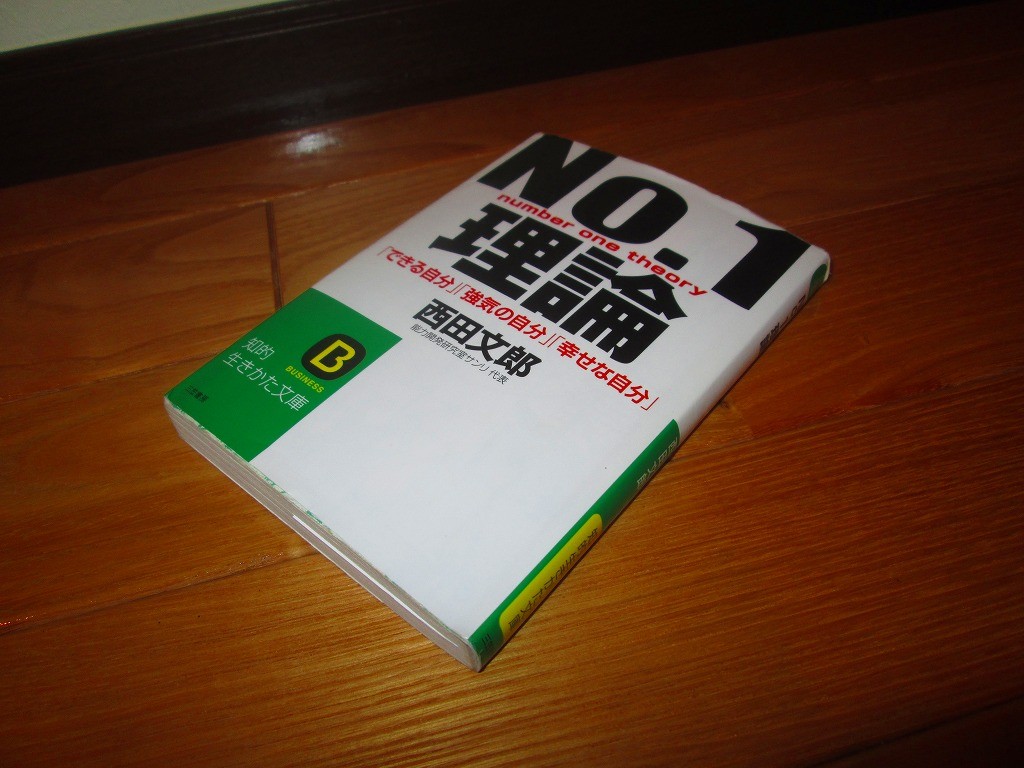 NO.1
number one theory
理論
「できる自分」「強気の自分」「幸せな自分」
西田文郎
能力開発研究室サンリ代表
B
BUSINESS
知的
生きかた文庫